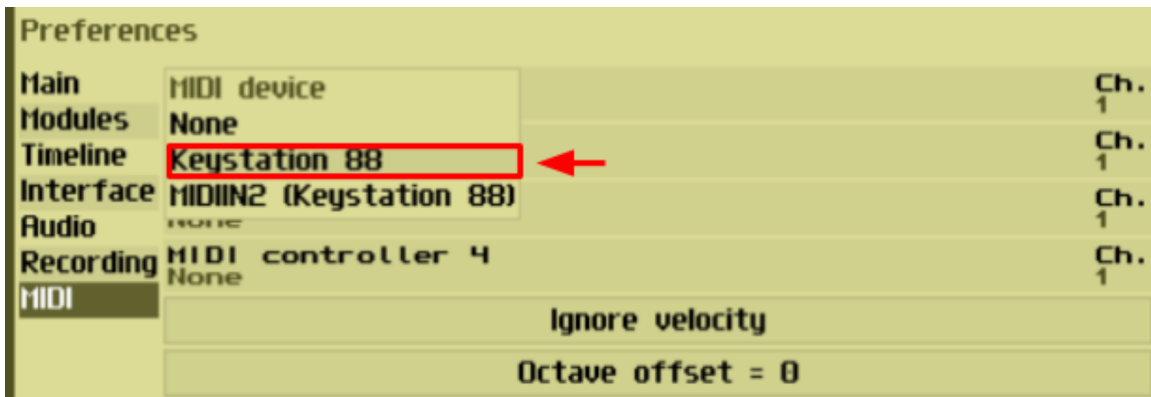 Preferences
Main
Modules
Timeline
Interface
Audio
Recording
MIDI
MIDI device
None
Keystation 88
MIDIIN2 (Keystation 88)
None
MIDI controller 4
None
Ch.
1
Ch.
1
Ch.
1
Ch.
1
Ignore velocity
Octave offset = 0